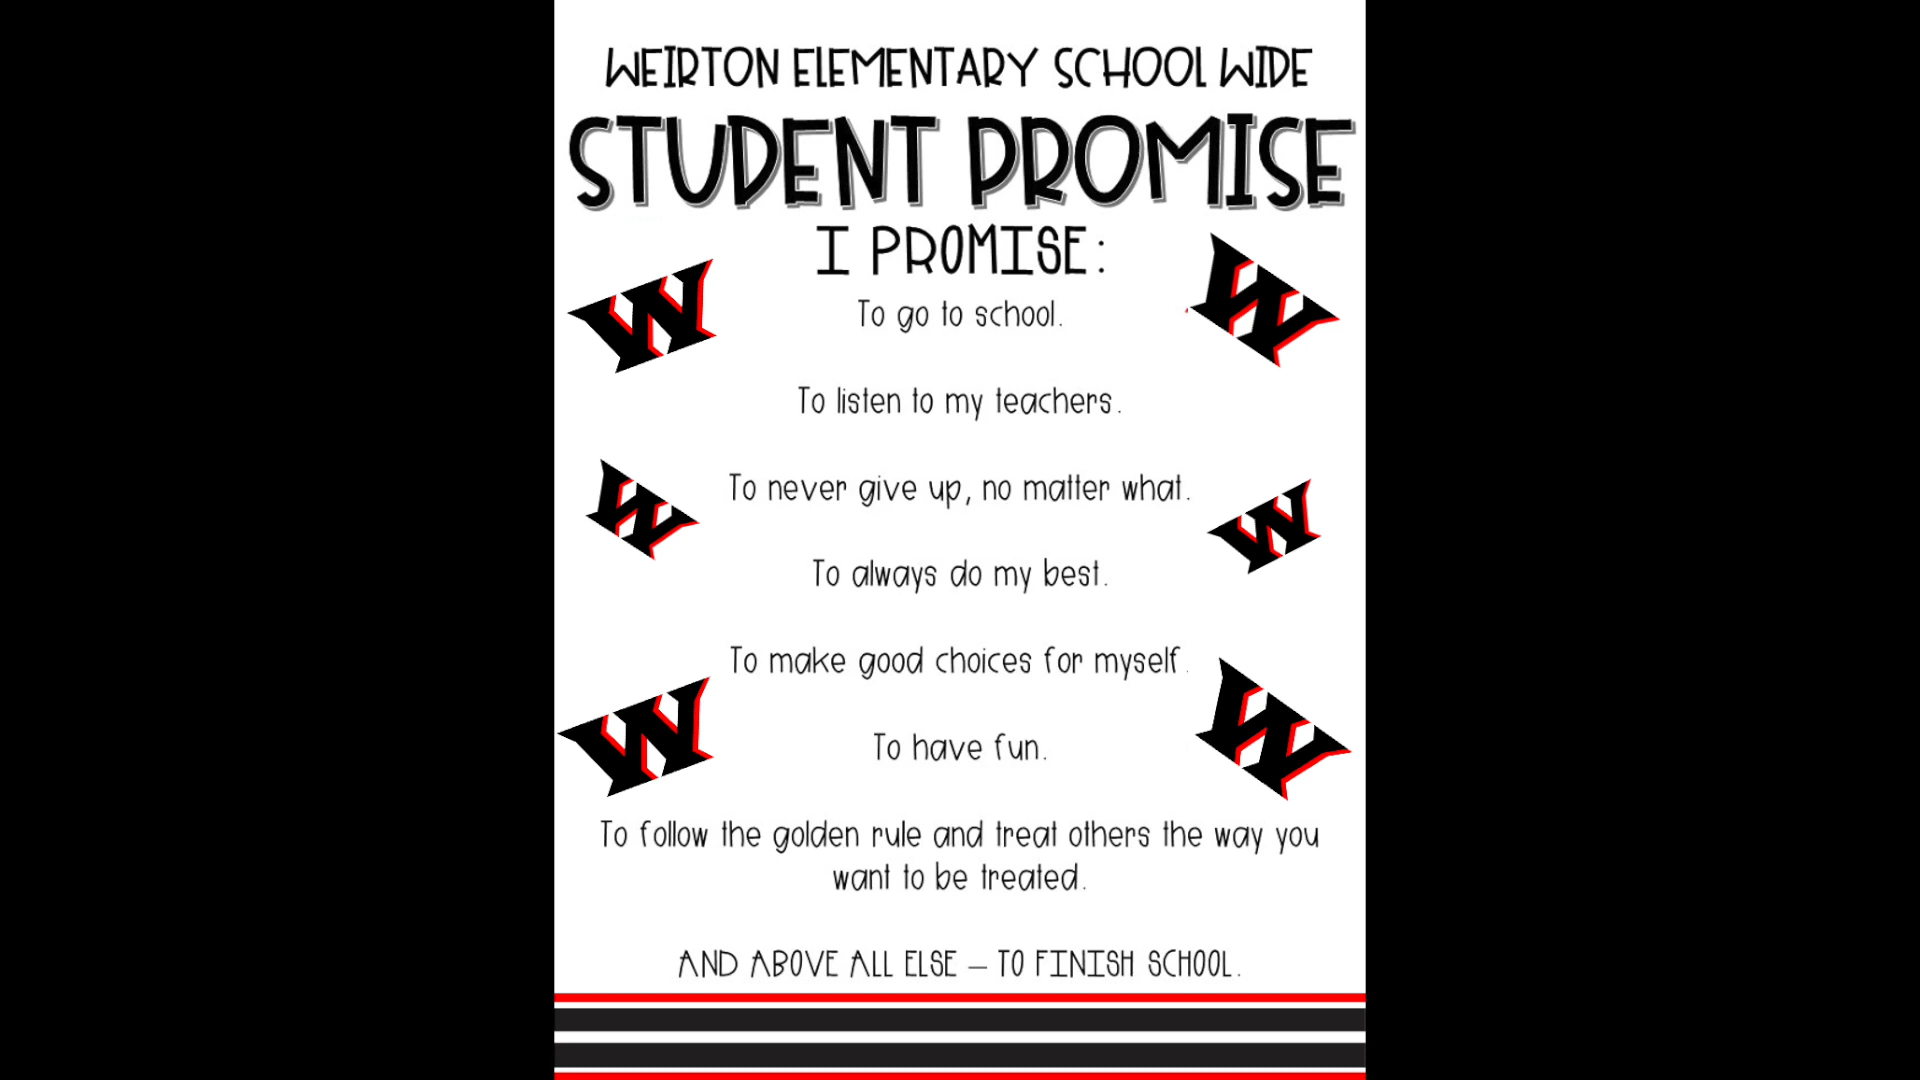 WEIRTON ELEMENTARY SCHOOL WIDE
STUDENT PROMISE
I PROMISE:
W
W
To go to school.
To listen to my teachers.
W
W
To never give up, no matter what.
To always do my best.
To make good choices for myself.
W
W
To have fun.
To follow the golden rule and treat others the way you
want to be treated.
AND ABOVE ALL ELSE – TO FINISH SCHOOL.